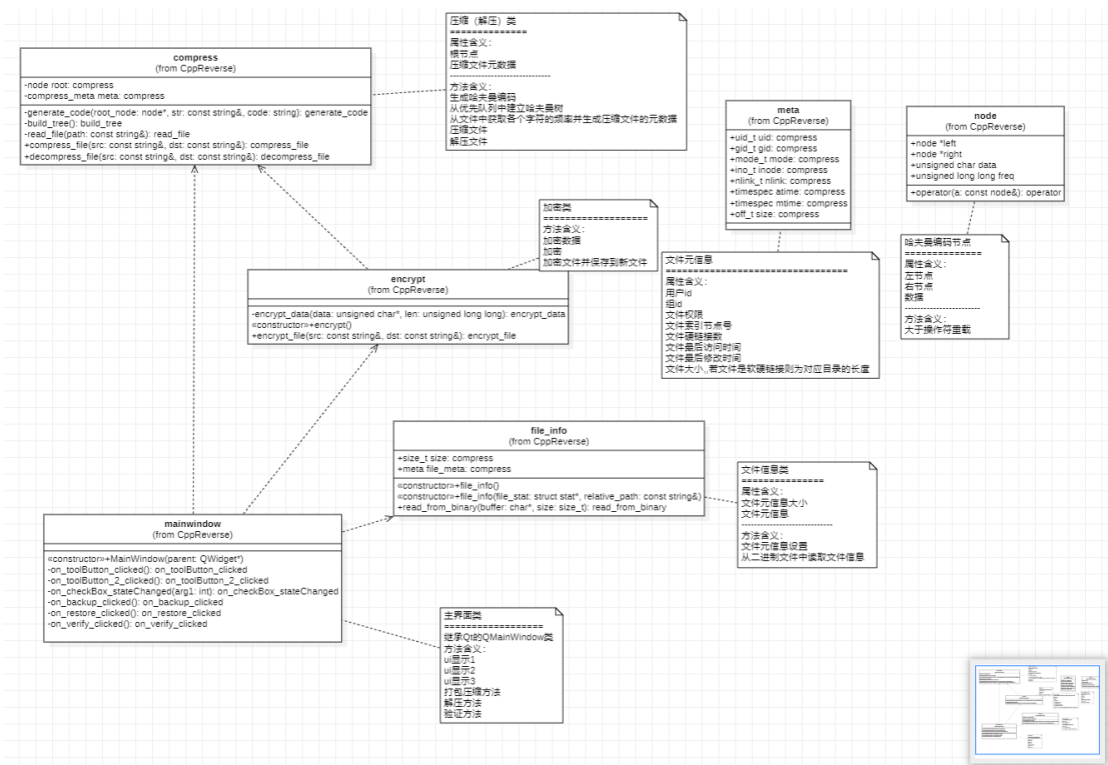 compress
(from CppReverse)
-node root: compress
-compress_meta meta: compress
-generate_code(root_node: node*, str: const string&, code: string): generate_code
-build_tree(): build_tree
-read_file(path: const string&): read_file
+compress_file(src: const string&, dst: const string&): compress_file
+decompress_file(src: const string&, dst: const string&): decompress_file
压缩（解压）类
==============
属性含义：
根节点
压缩文件元数据
----------------------------
方法含义：
生成哈夫曼编码
从优先队列中建立哈夫曼树
从文件中获取各个字符的频率并生成压缩文件的元数据
压缩文件
解压文件
meta
(from CppReverse)
+uid_t uid: compress
+gid_t gid: compress
+mode_t mode: compress
+ino_t inode: compress
+nlink_t nlink: compress
+timespec atime: compress
+timespec mtime: compress
+off_t size: compress
node
(from CppReverse)
+node *left
+node *right
+unsigned char data
+unsigned long long freq
+operator(a: const node&): operator
加密类
===================
方法含义：
加密数据
加密
加密文件并保存到新文件
encrypt
(from CppReverse)
-encrypt_data(data: unsigned char*, len: unsigned long long): encrypt_data
«constructor»+encrypt()
+encrypt_file(src: const string&, dst: const string&): encrypt_file
文件元信息
=================================
属性含义：
用户id
组id
文件权限
文件索引节点号
文件硬链接数
文件最后访问时间
文件最后修改时间
文件大小,,若文件是软硬链接则为对应目录的长度
哈夫曼编码节点
==============
属性含义：
左节点
右节点
数据
---------------------
方法含义：
大于操作符重载
file_info
(from CppReverse)
+size_t size: compress
+meta file_meta: compress
«constructor»+file_info()
«constructor»+file_info(file_stat: struct stat*, relative_path: const string&)
+read_from_binary(buffer: char*, size: size_t): read_from_binary
文件信息类
===============
属性含义：
文件元信息大小
文件元信息
-------------------------
方法含义：
文件元信息设置
从二进制文件中读取文件信息
mainwindow
(from CppReverse)
«constructor»+MainWindow(parent: QWidget*)
-on_toolButton_clicked(): on_toolButton_clicked
-on_toolButton_2_clicked(): on_toolButton_2_clicked
-on_checkBox_stateChanged(arg1: int): on_checkBox_stateChanged
-on_backup_clicked(): on_backup_clicked
-on_restore_clicked(): on_restore_clicked
-on_verify_clicked(): on_verify_clicked
主界面类
==================
继承Qt的QMainWindow类
方法含义：
ui显示1
ui显示2
ui显示3
打包压缩方法
解压方法
验证方法